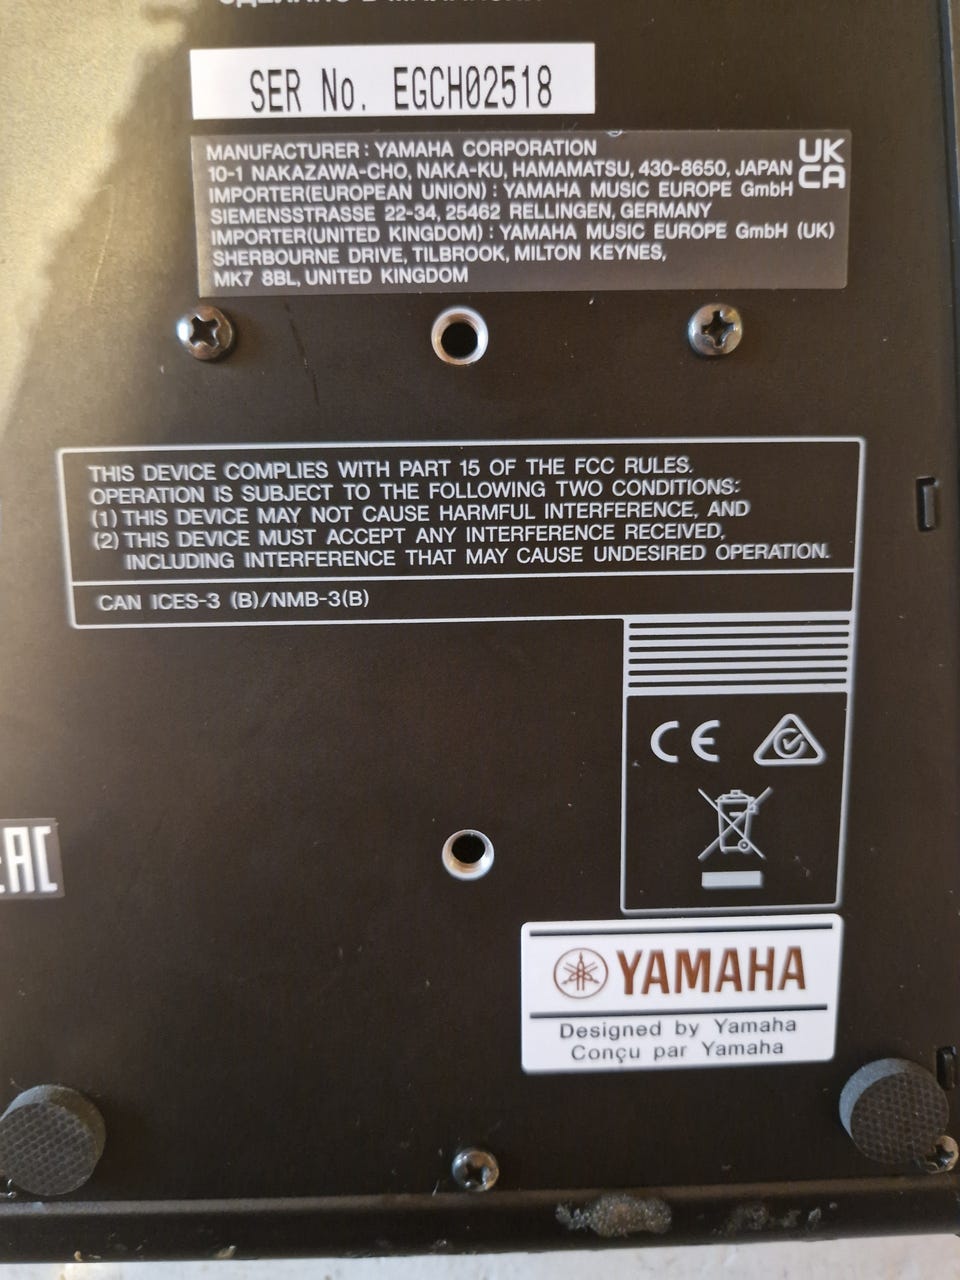 SER No. EGCH02518
MANUFACTURER : YAMAHA CORPORATION
10-1 NAKAZAWA-CHO, NAKA-KU, HAMAMATSU, 430-8650, JAPAN
IMPORTER(EUROPEAN UNION) : YAMAHA MUSIC EUROPE GmbH
SIEMENSSTRASSE 22-34, 25462 RELLINGEN, GERMANY
IMPORTER(UNITED KINGDOM) : YAMAHA MUSIC EUROPE GmbH (UK)
SHERBOURNE DRIVE, TILBROOK, MILTON KEYNES,
MK7 8BL, UNITED KINGDOM
UK
CA
THIS DEVICE COMPLIES WITH PART 15 OF THE FCC RULES.
OPERATION IS SUBJECT TO THE FOLLOWING TWO CONDITIONS:
(1) THIS DEVICE MAY NOT CAUSE HARMFUL INTERFERENCE, AND
(2) THIS DEVICE MUST ACCEPT ANY INTERFERENCE RECEIVED,
INCLUDING INTERFERENCE THAT MAY CAUSE UNDESIRED OPERATION.
CAN ICES-3 (B)/NMB-3(B)
CE
EAC
YAMAHA
Designed by Yamaha
Conçu par Yamaha